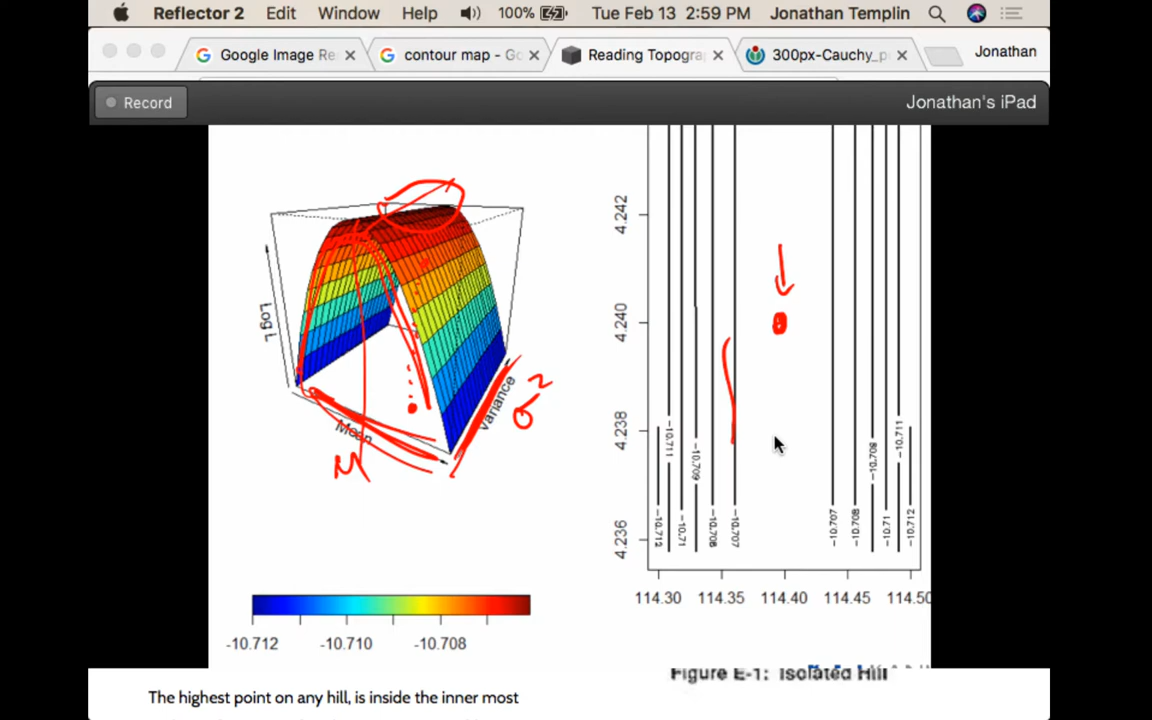 Reflector 2 Edit Window Help 100% Tue Feb 13 2:59 PM Jonathan Templin
Google Image Re contour map - Go Reading Topogra 300px-Cauchy_p Jonathan
Record Jonathan's iPad
Log L
Mean
μ
Variance
σ²
-10.712 -10.710 -10.708
4.242
4.240
4.238
4.236
-10.712
-10.711
-10.71
-10.709
-10.708
-10.707
-10.707
-10.708
-10.709
-10.71
-10.711
-10.712
114.30 114.35 114.40 114.45 114.50
Figure E-1: Isolated Hill
The highest point on any hill, is inside the inner most